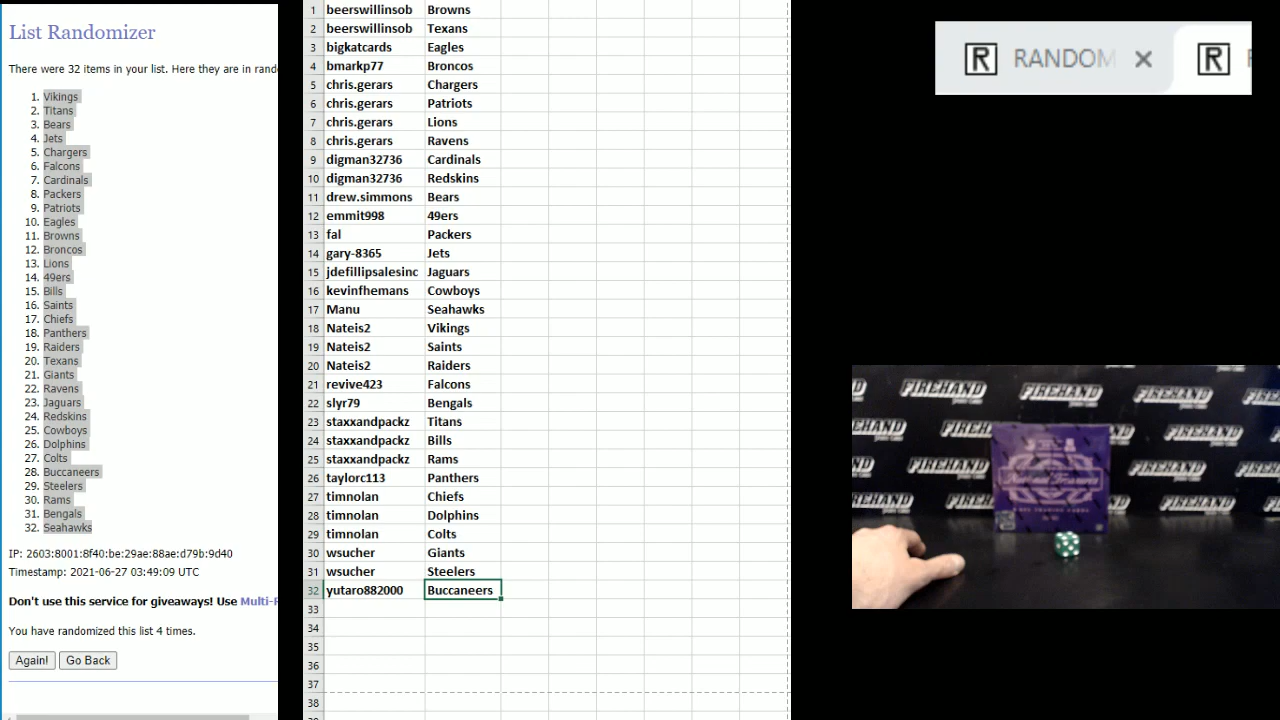 List Randomizer
There were 32 items in your list. Here they are in rand
1. Vikings
2. Titans
3. Bears
4. Jets
5. Chargers
6. Falcons
7. Cardinals
8. Packers
9. Patriots
10. Eagles
11. Browns
12. Broncos
13. Lions
14. 49ers
15. Bills
16. Saints
17. Chiefs
18. Panthers
19. Raiders
20. Texans
21. Giants
22. Ravens
23. Jaguars
24. Redskins
25. Cowboys
26. Dolphins
27. Colts
28. Buccaneers
29. Steelers
30. Rams
31. Bengals
32. Seahawks
IP: 2603:8001:8f40:be:29ae:88ae:d79b:9d40
Timestamp: 2021-06-27 03:49:09 UTC
Don't use this service for giveaways! Use Multi-
You have randomized this list 4 times.
Again! Go Back
1 beerswillinsob Browns
2 beerswillinsob Texans
3 bigkatcards Eagles
4 bmarkp77 Broncos
5 chris.gerars Chargers
6 chris.gerars Patriots
7 chris.gerars Lions
8 chris.gerars Ravens
9 digman32736 Cardinals
10 digman32736 Redskins
11 drew.simmons Bears
12 emmit998 49ers
13 fal Packers
14 gary-8365 Jets
15 jdefillipsalesinc Jaguars
16 kevinfhemans Cowboys
17 Manu Seahawks
18 Nateis2 Vikings
19 Nateis2 Saints
20 Nateis2 Raiders
21 revive423 Falcons
22 slyr79 Bengals
23 staxxandpackz Titans
24 staxxandpackz Bills
25 staxxandpackz Rams
26 taylorc113 Panthers
27 timnolan Chiefs
28 timnolan Dolphins
29 timnolan Colts
30 wsucher Giants
31 wsucher Steelers
32 yutaro882000 Buccaneers
33
34
35
36
37
38
R RANDOM × R
FIREHAND FIREHAND FIREHAND
FIREHAND FIREHAND
FIREHAND FIREHAND
National Treasures